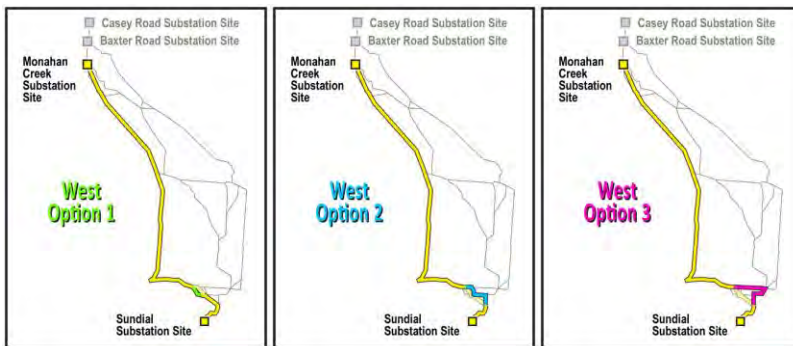 Casey Road Substation Site
Baxter Road Substation Site
Monahan
Creek
Substation
Site
West
Option 1
Sundial
Substation Site
Casey Road Substation Site
Baxter Road Substation Site
Monahan
Creek
Substation
Site
West
Option 2
Sundial
Substation Site
Casey Road Substation Site
Baxter Road Substation Site
Monahan
Creek
Substation
Site
West
Option 3
Sundial
Substation Site